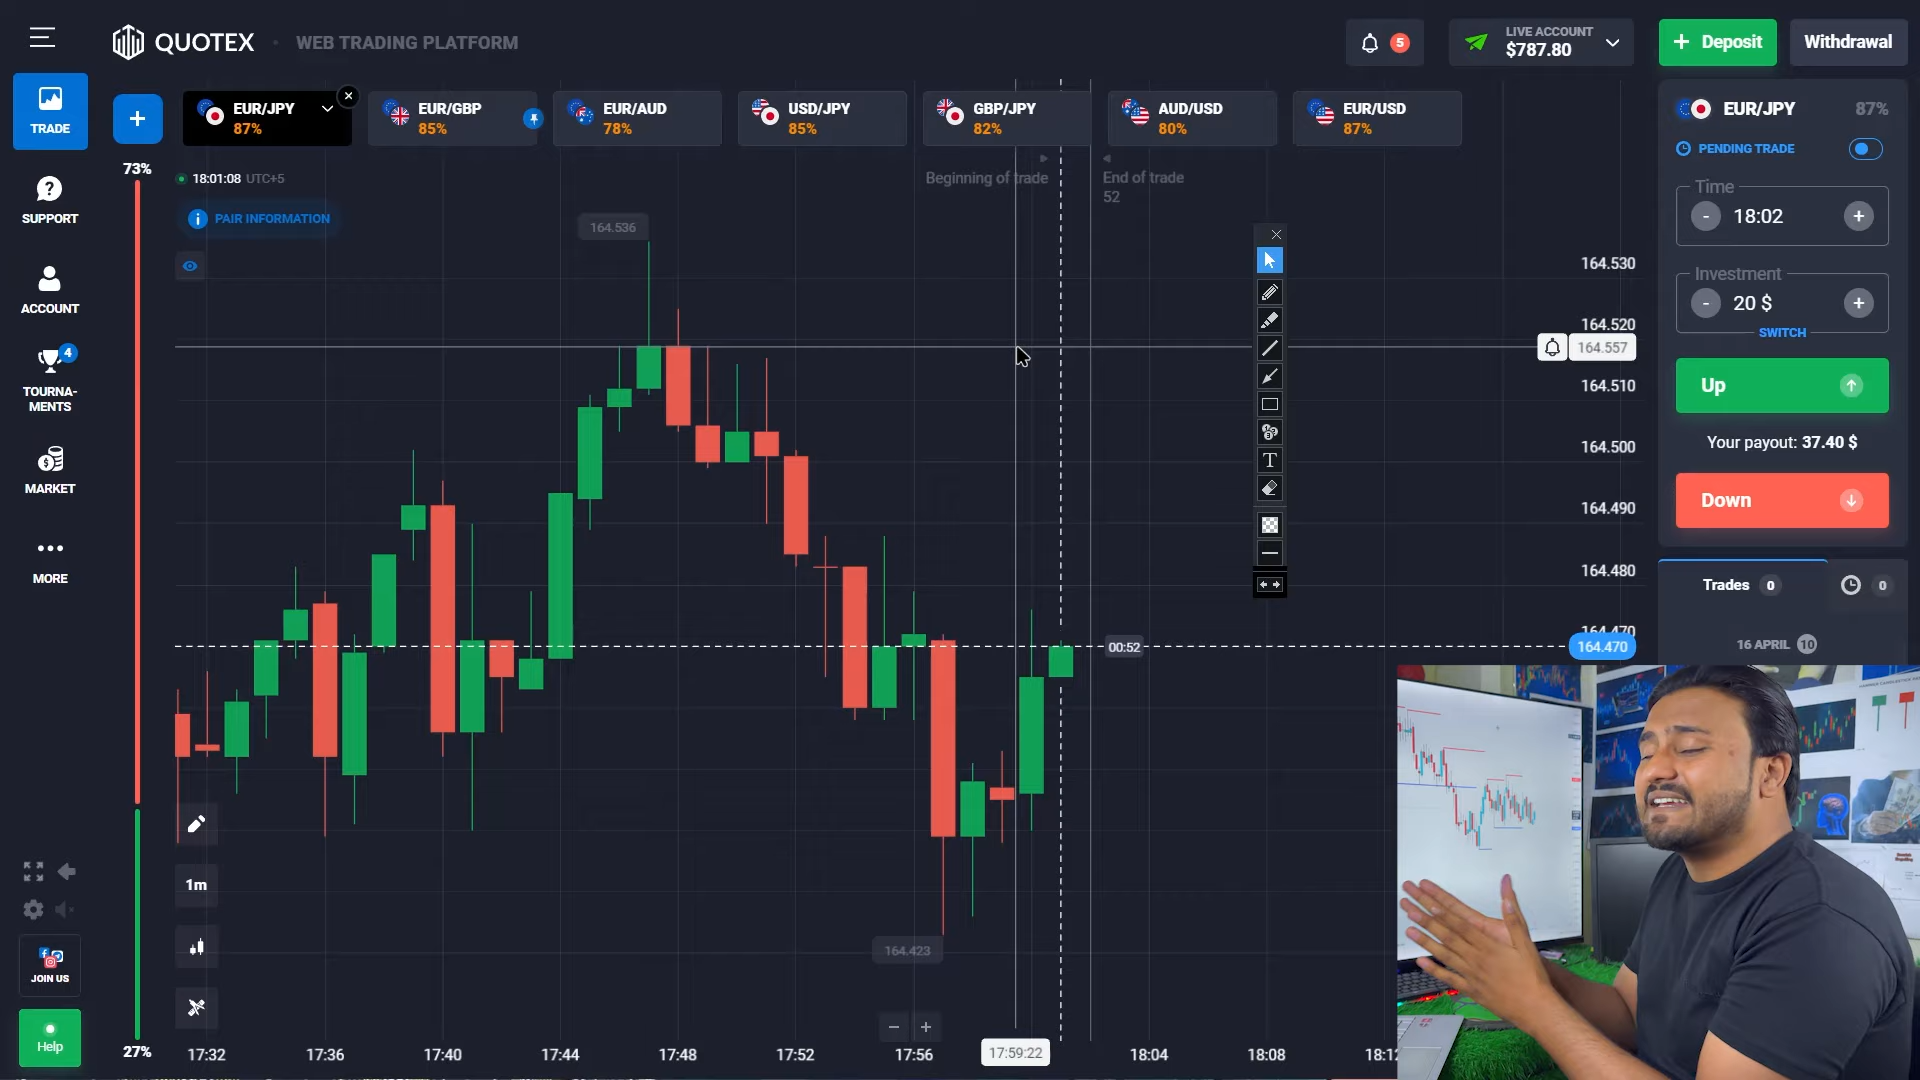 QUOTEX
WEB TRADING PLATFORM
5
LIVE ACCOUNT
$787.80
+ Deposit
Withdrawal
TRADE
SUPPORT
ACCOUNT
4
TOURNA-
MENTS
MARKET
MORE
JOIN US
Help
+
EUR/JPY
87%
EUR/GBP
85%
EUR/AUD
78%
USD/JPY
85%
GBP/JPY
82%
AUD/USD
80%
EUR/USD
87%
73%
18:01:08 UTC+5
PAIR INFORMATION
Beginning of trade
End of trade
52
164.536
164.530
164.520
164.557
164.510
164.500
164.490
164.480
164.470
00:52
164.470
164.423
T
1m
27%
17:32
17:36
17:40
17:44
17:48
17:52
17:56
17:59:22
18:04
18:08
EUR/JPY
87%
PENDING TRADE
Time
- 18:02 +
Investment
- 20 $ +
SWITCH
Up
Your payout: 37.40 $
Down
Trades 0
0
16 APRIL 10